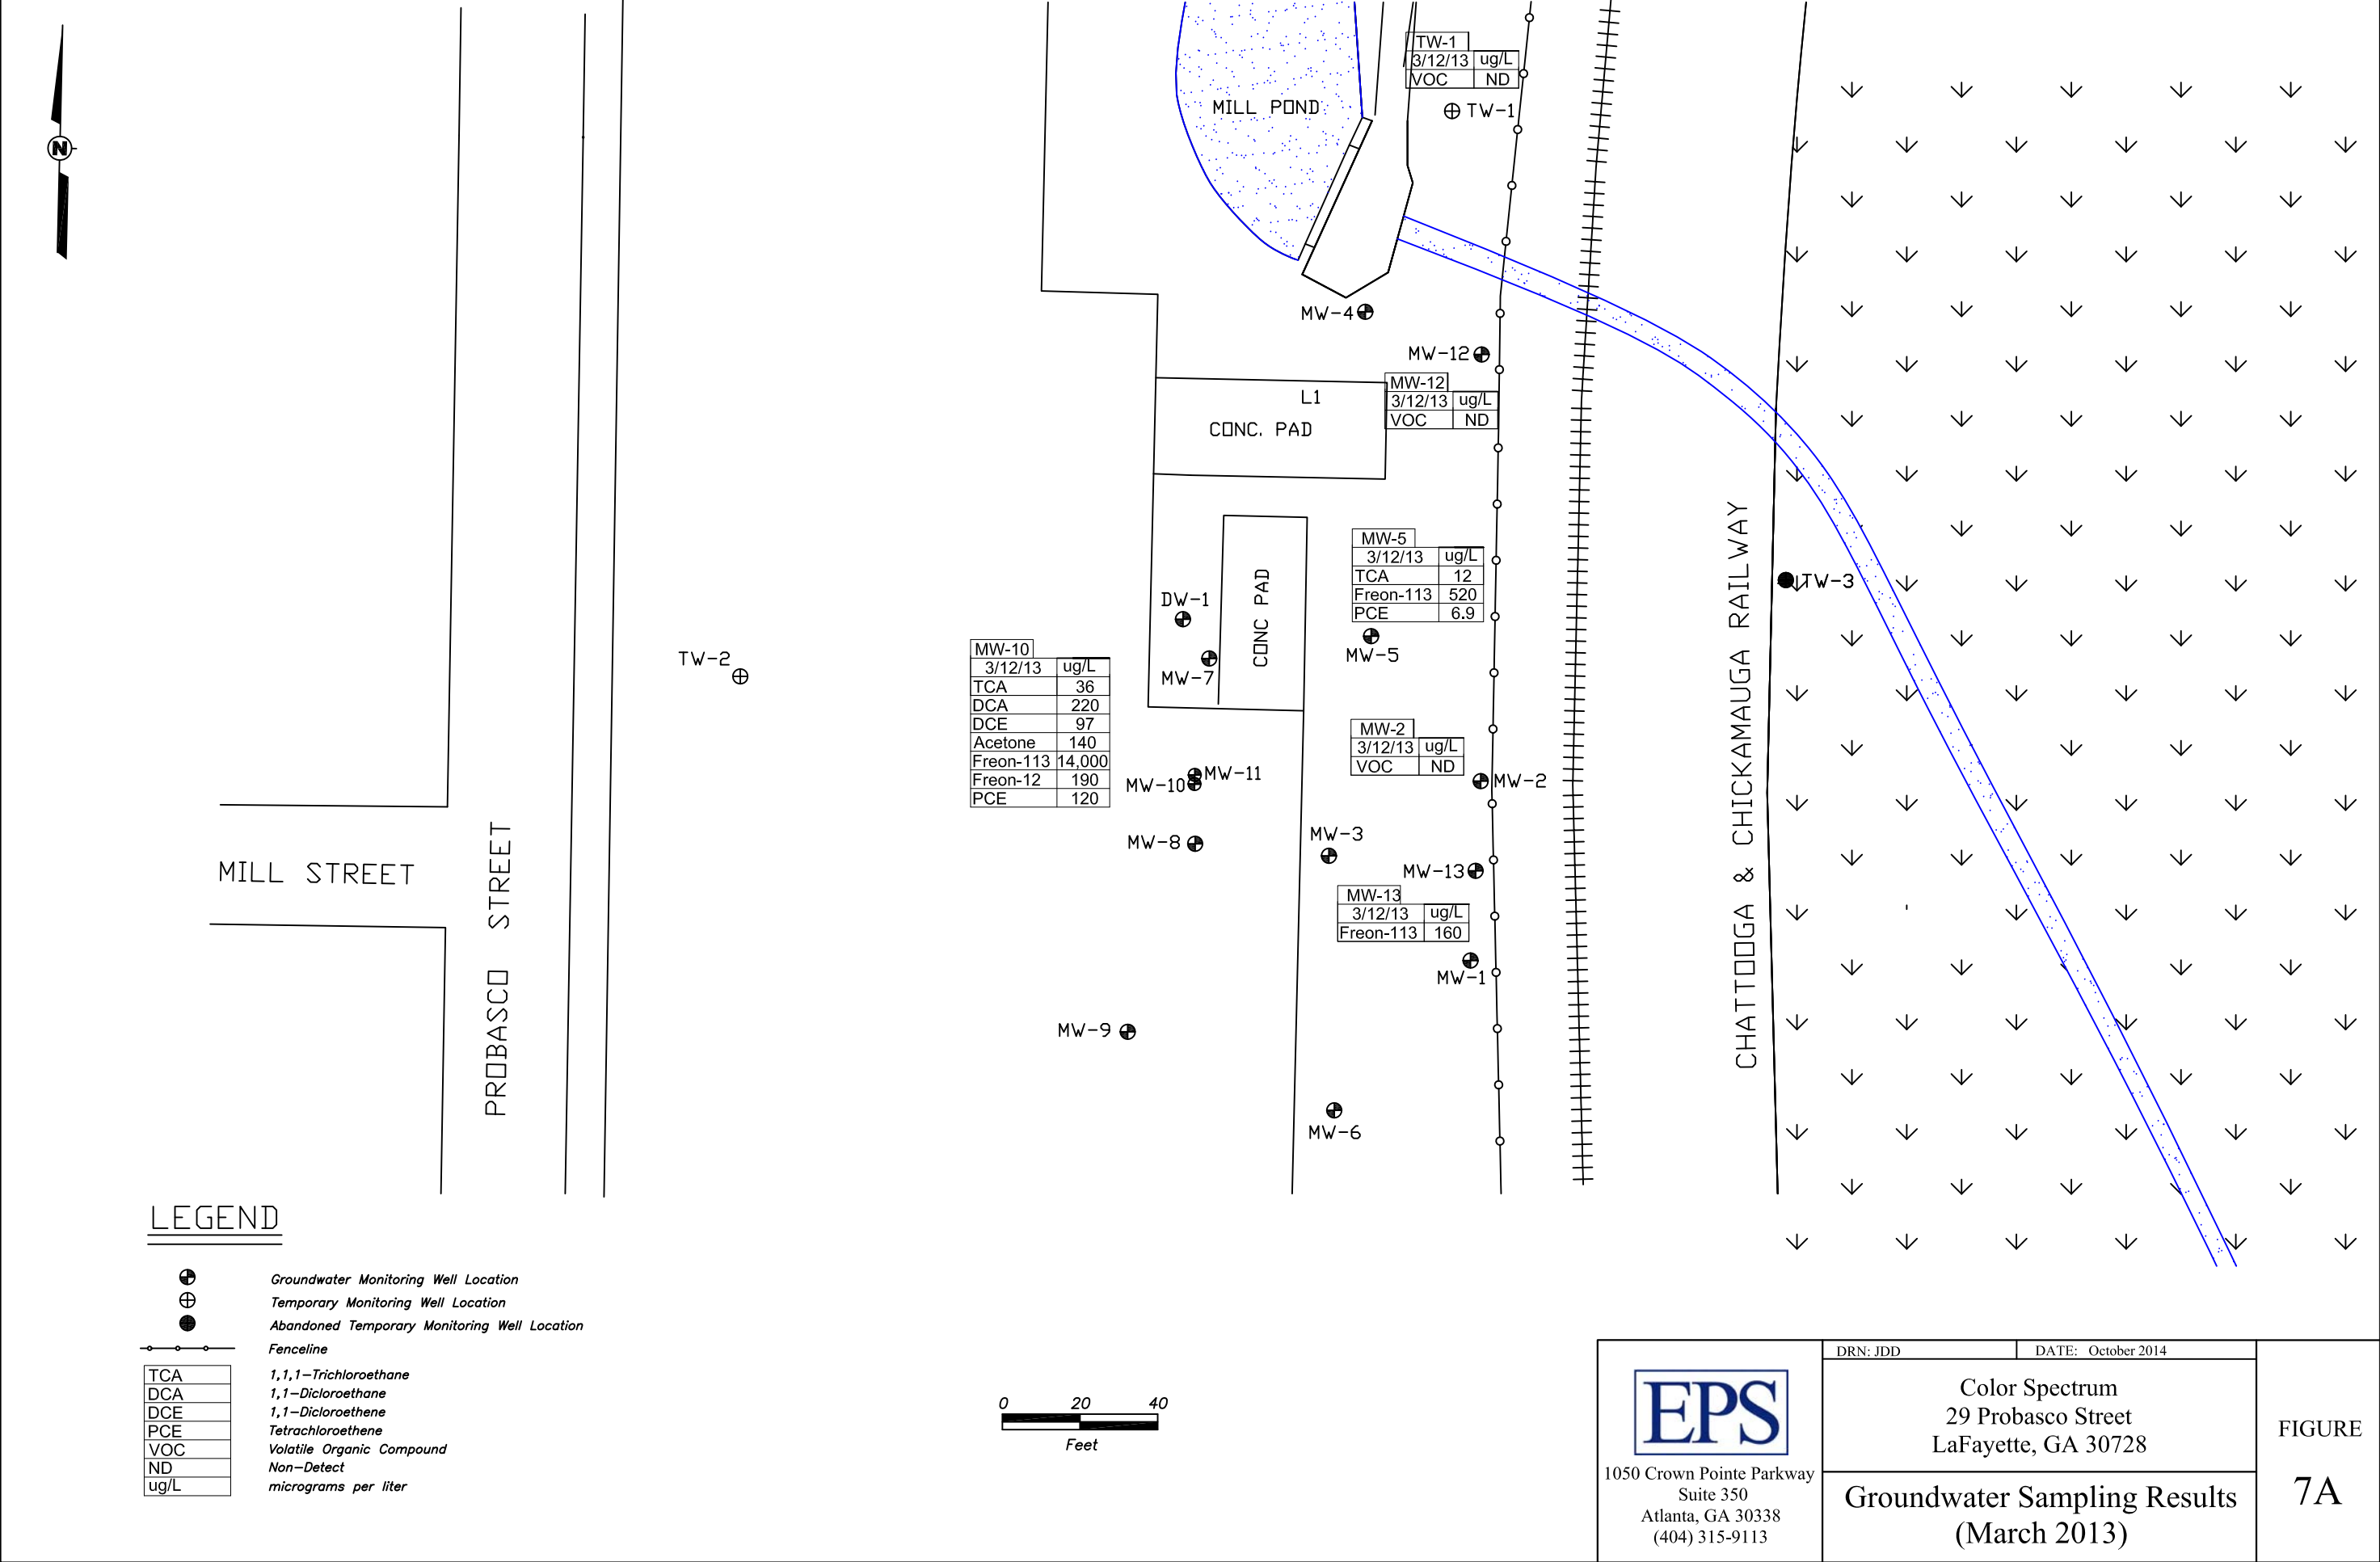 N
MILL POND
TW-1
3/12/13 ug/L
VOC ND
TW-1
MW-4
MW-12
MW-12
3/12/13 ug/L
VOC ND
L1
CONC. PAD
MW-5
3/12/13 ug/L
TCA 12
Freon-113 520
PCE 6.9
MW-5
DW-1
MW-7
CONC PAD
TW-2
TW-3
CHATTOOGA & CHICKAMAUGA RAILWAY
MW-10
3/12/13 ug/L
TCA 36
DCA 220
DCE 97
Acetone 140
Freon-113 14,000
Freon-12 190
PCE 120
MW-11
MW-10
MW-8
MW-2
3/12/13 ug/L
VOC ND
MW-2
MW-3
MW-13
MW-13
3/12/13 ug/L
Freon-113 160
MW-1
MW-9
MW-6
MILL STREET
PROBASCO STREET
LEGEND
Groundwater Monitoring Well Location
Temporary Monitoring Well Location
Abandoned Temporary Monitoring Well Location
Fenceline
TCA 1,1,1-Trichloroethane
DCA 1,1-Dicloroethane
DCE 1,1-Dicloroethene
PCE Tetrachloroethene
VOC Volatile Organic Compound
ND Non-Detect
ug/L micrograms per liter
0 20 40
Feet
EPS
1050 Crown Pointe Parkway
Suite 350
Atlanta, GA 30338
(404) 315-9113
DRN: JDD DATE: October 2014
Color Spectrum
29 Probasco Street
LaFayette, GA 30728
Groundwater Sampling Results
(March 2013)
FIGURE
7A